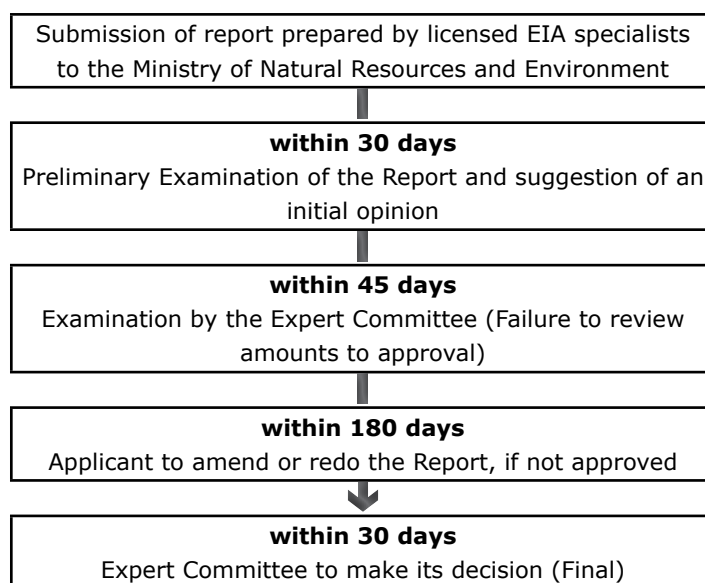 Submission of report prepared by licensed EIA specialists
to the Ministry of Natural Resources and Environment
within 30 days
Preliminary Examination of the Report and suggestion of an
initial opinion
within 45 days
Examination by the Expert Committee (Failure to review
amounts to approval)
within 180 days
Applicant to amend or redo the Report, if not approved
within 30 days
Expert Committee to make its decision (Final)